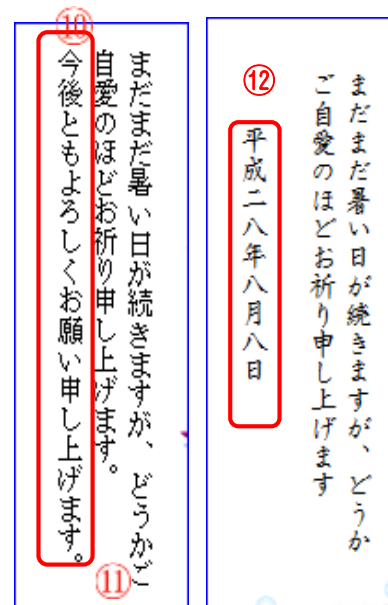 ⑩
まだまだ暑い日が続きますが、どうかご
自愛のほどお祈り申し上げます。
今後ともよろしくお願い申し上げます。
⑪
⑫
まだまだ暑い日が続きますが、どうか
ご自愛のほどお祈り申し上げます
平成二八年八月八日